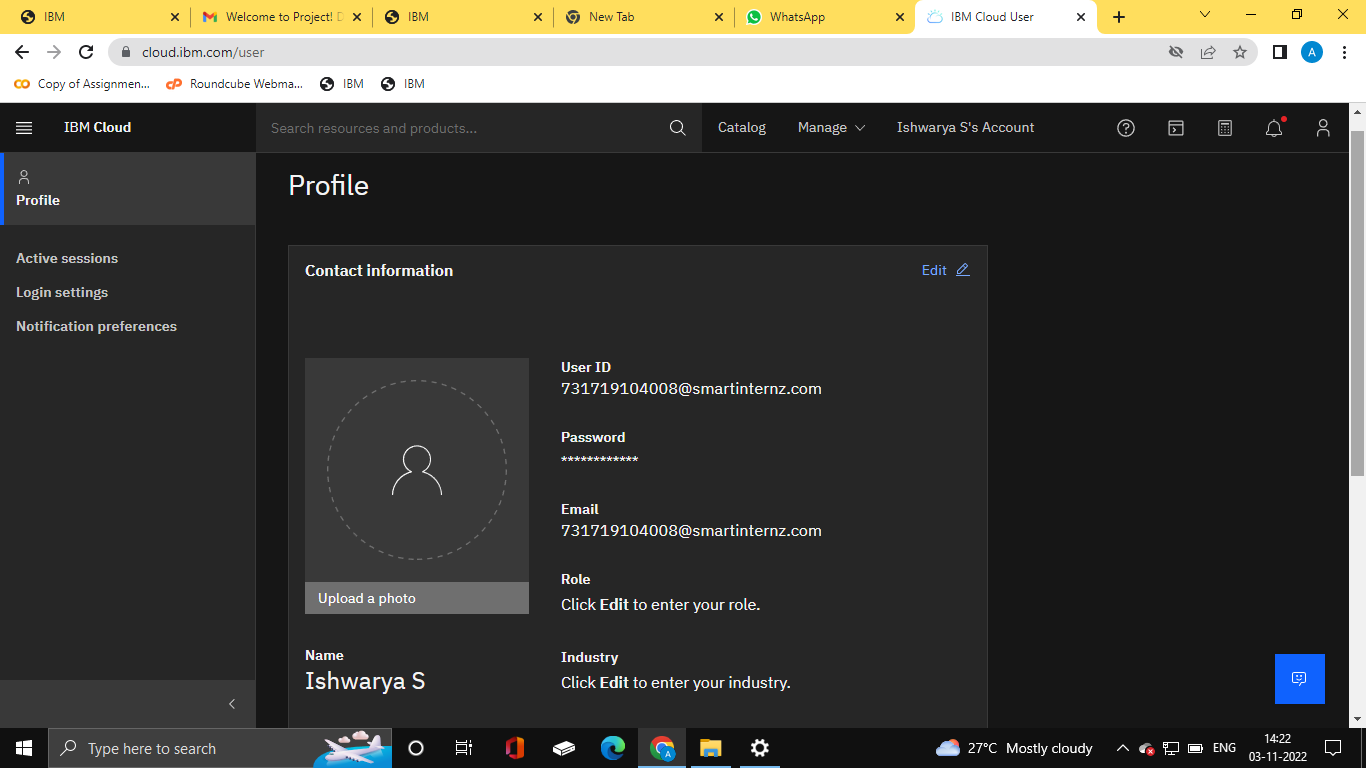 IBM
Welcome to Project! D
IBM
New Tab
WhatsApp
IBM Cloud User
cloud.ibm.com/user
A
Copy of Assignmen...
Roundcube Webma...
IBM
IBM
IBM Cloud
Search resources and products...
Catalog
Manage
Ishwarya S's Account
Profile
Active sessions
Login settings
Notification preferences
Profile
Contact information
Edit
User ID
731719104008@smartinternz.com
Password
************
Email
731719104008@smartinternz.com
Upload a photo
Role
Click Edit to enter your role.
Name
Ishwarya S
Industry
Click Edit to enter your industry.
Type here to search
27°C Mostly cloudy
ENG
14:22
03-11-2022